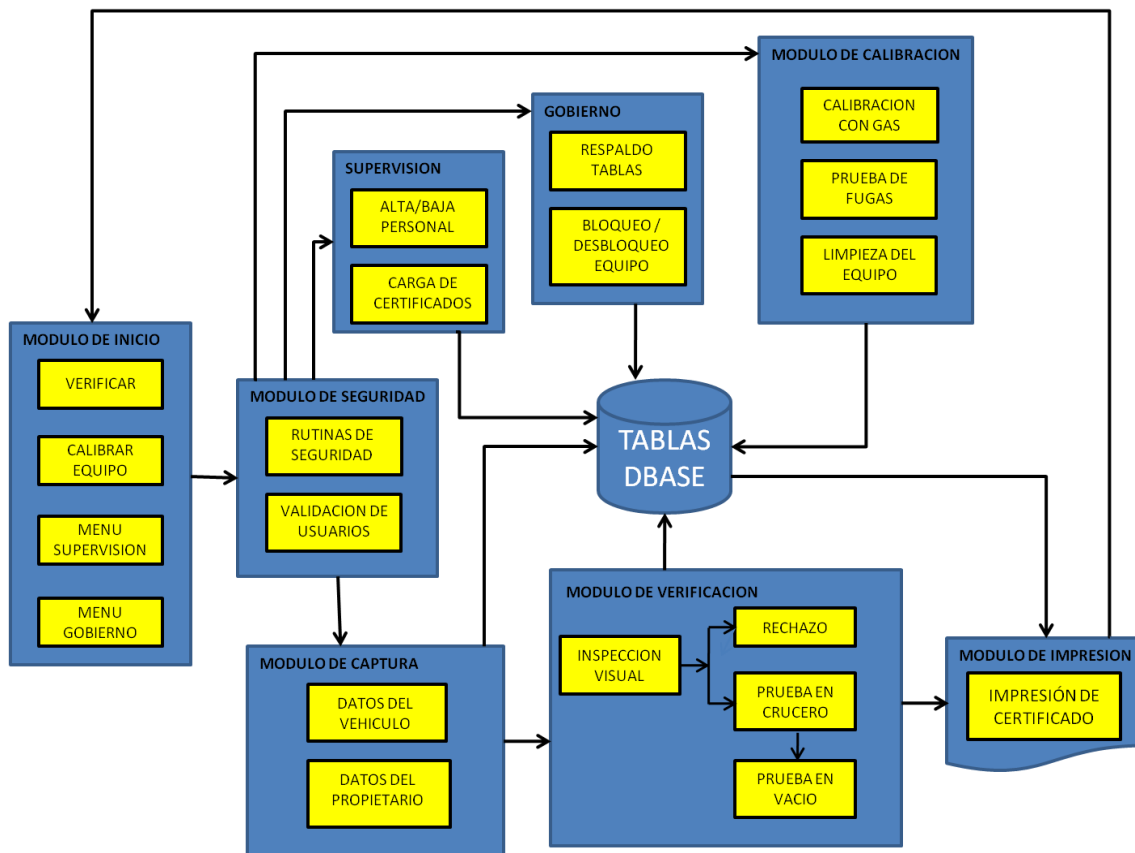 MODULO DE CALIBRACION
CALIBRACION
CON GAS
PRUEBA DE
FUGAS
LIMPIEZA DEL
EQUIPO
GOBIERNO
RESPALDO
TABLAS
BLOQUEO /
DESBLOQUEO
EQUIPO
SUPERVISION
ALTA/BAJA
PERSONAL
CARGA DE
CERTIFICADOS
MODULO DE INICIO
VERIFICAR
CALIBRAR
EQUIPO
MENU
SUPERVISION
MENU
GOBIERNO
MODULO DE SEGURIDAD
RUTINAS DE
SEGURIDAD
VALIDACION DE
USUARIOS
TABLAS
DBASE
MODULO DE CAPTURA
DATOS DEL
VEHICULO
DATOS DEL
PROPIETARIO
MODULO DE VERIFICACION
INSPECCION
VISUAL
RECHAZO
PRUEBA EN
CRUCERO
PRUEBA EN
VACIO
MODULO DE IMPRESION
IMPRESIÓN DE
CERTIFICADO